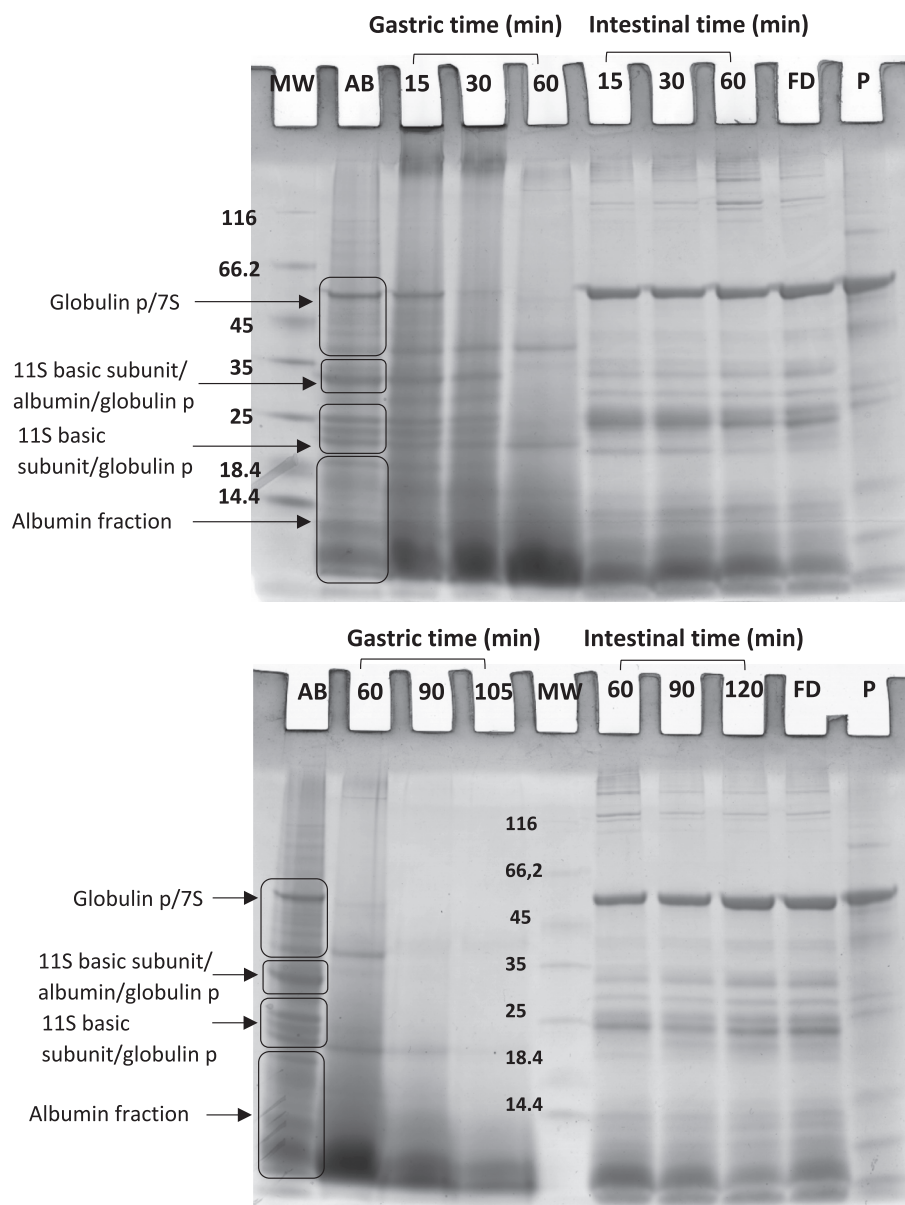 Gastric time (min) Intestinal time (min)
MW AB 15 30 60 15 30 60 FD P
116
66.2
Globulin p/7S
45
35
11S basic subunit/
albumin/globulin p
25
11S basic
subunit/globulin p
18.4
14.4
Albumin fraction
Gastric time (min) Intestinal time (min)
AB 60 90 105 MW 60 90 120 FD P
116
66,2
Globulin p/7S
45
11S basic subunit/
albumin/globulin p
35
11S basic
subunit/globulin p
25
18.4
14.4
Albumin fraction